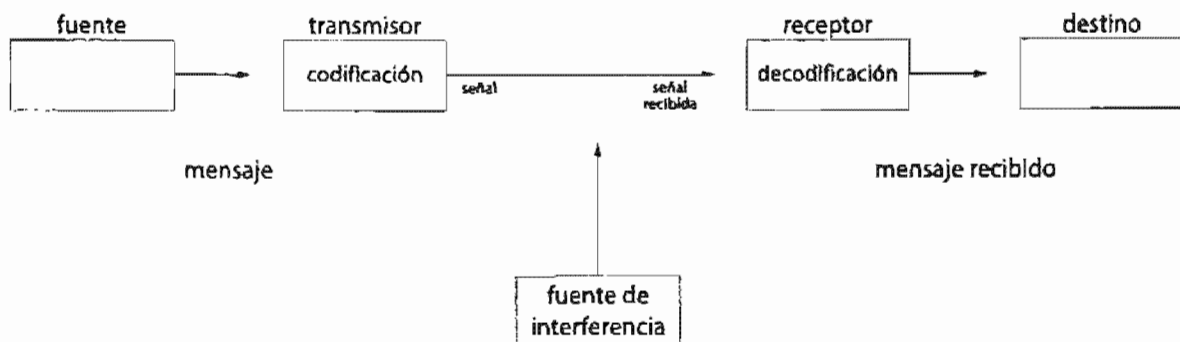 fuente
transmisor
receptor
destino
codificación
decodificación
señal
señal
recibida
mensaje
mensaje recibido
fuente de
interferencia